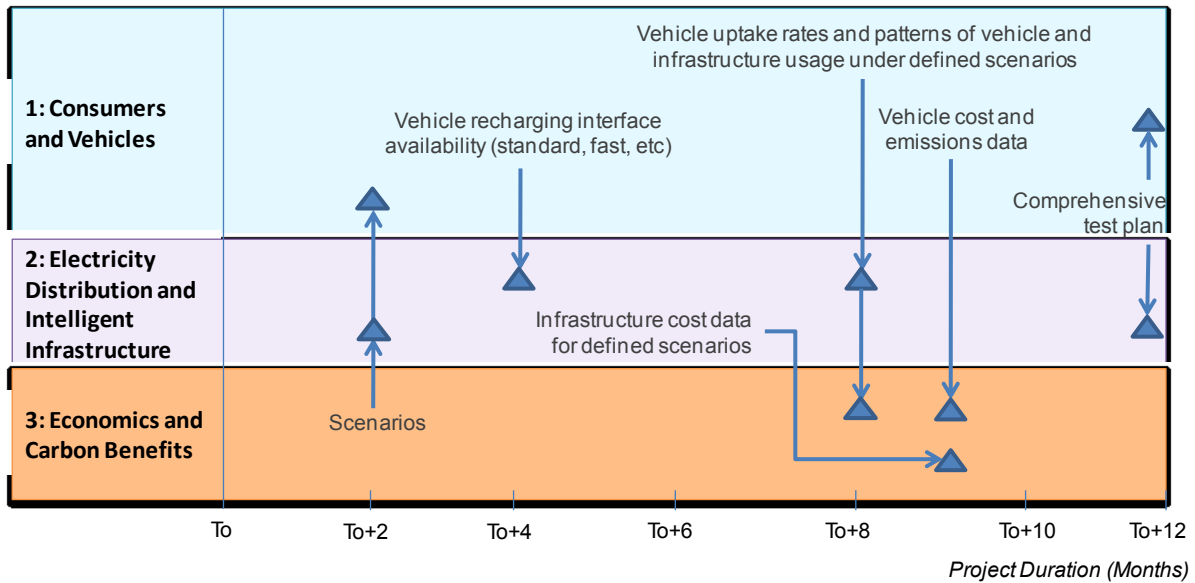 Vehicle uptake rates and patterns of vehicle and
infrastructure usage under defined scenarios
1: Consumers
and Vehicles
Vehicle recharging interface
availability (standard, fast, etc)
Vehicle cost and
emissions data
Comprehensive
test plan
2: Electricity
Distribution and
Intelligent
Infrastructure
Infrastructure cost data
for defined scenarios
3: Economics and
Carbon Benefits
Scenarios
To
To+2
To+4
To+6
To+8
To+10
To+12
Project Duration (Months)